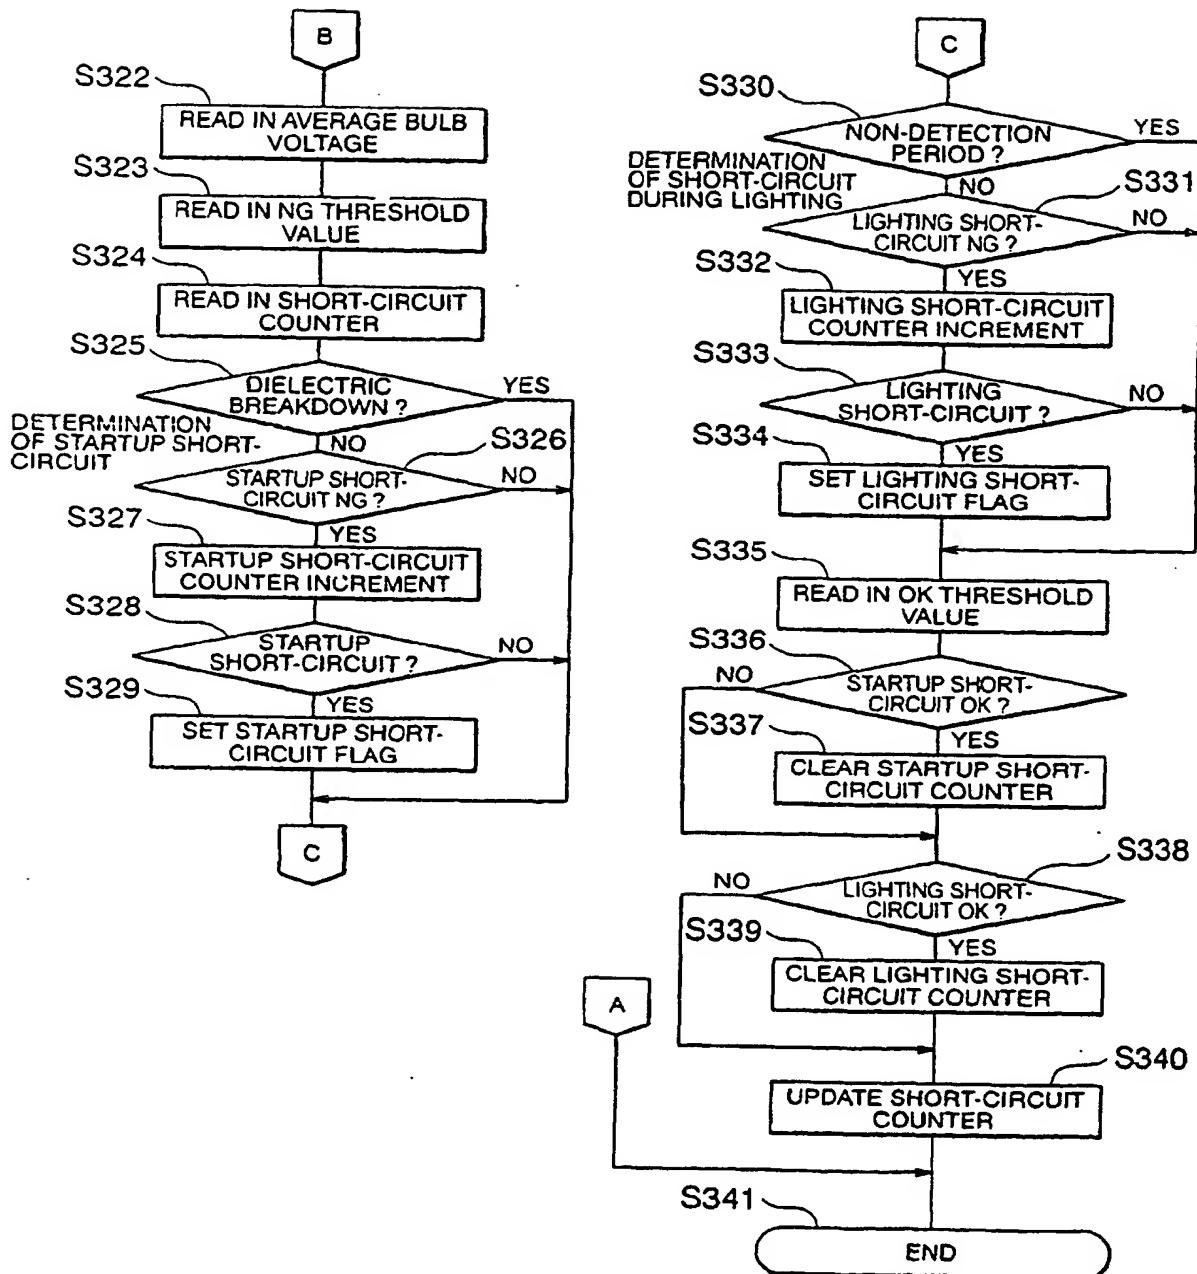 B
S322
READ IN AVERAGE BULB
VOLTAGE
S323
READ IN NG THRESHOLD
VALUE
S324
READ IN SHORT-CIRCUIT
COUNTER
S325
DIELECTRIC
BREAKDOWN ?
YES
DETERMINATION
OF STARTUP SHORT-
CIRCUIT
NO
S326
STARTUP SHORT-
CIRCUIT NG ?
NO
S327
YES
STARTUP SHORT-CIRCUIT
COUNTER INCREMENT
S328
STARTUP
SHORT-CIRCUIT ?
NO
S329
YES
SET STARTUP SHORT-
CIRCUIT FLAG
C
C
S330
NON-DETECTION
PERIOD ?
YES
DETERMINATION
OF SHORT-CIRCUIT
DURING LIGHTING
NO
S331
LIGHTING SHORT-
CIRCUIT NG ?
NO
S332
YES
LIGHTING SHORT-CIRCUIT
COUNTER INCREMENT
S333
LIGHTING
SHORT-CIRCUIT ?
NO
S334
YES
SET LIGHTING SHORT-
CIRCUIT FLAG
S335
READ IN OK THRESHOLD
VALUE
S336
NO
STARTUP SHORT-
CIRCUIT OK ?
S337
YES
CLEAR STARTUP SHORT-
CIRCUIT COUNTER
S338
NO
LIGHTING SHORT-
CIRCUIT OK ?
S339
YES
CLEAR LIGHTING SHORT-
CIRCUIT COUNTER
A
S340
UPDATE SHORT-CIRCUIT
COUNTER
S341
END